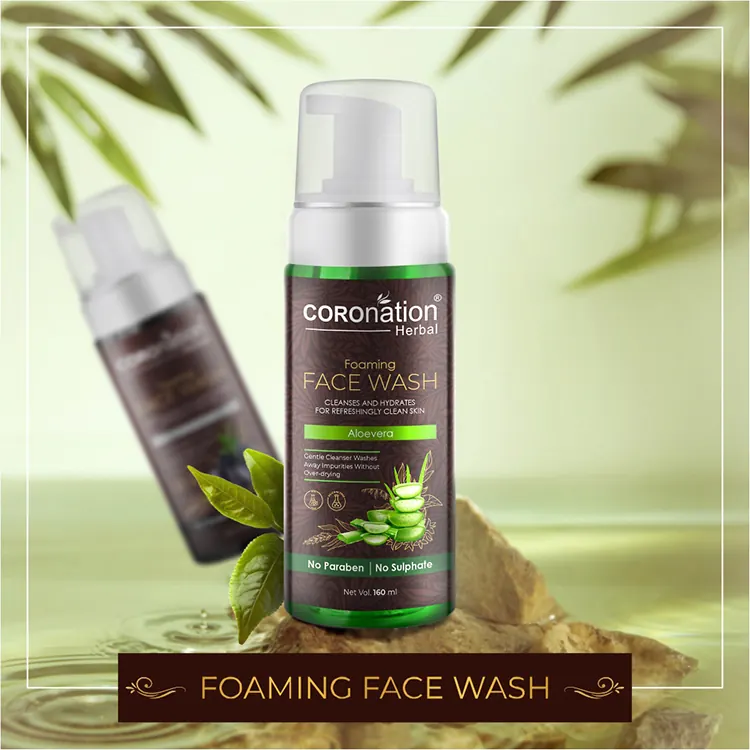 CORONation®
Herbal
Foaming
FACE WASH
CLEANSES AND HYDRATES
FOR REFRESHINGLY CLEAN SKIN
Aloevera
Gentle Cleanser Washes
Away Impurities Without
Over-drying
No Paraben | No Sulphate
Net Vol. 160 ml
CORONation
FOAMING FACE WASH